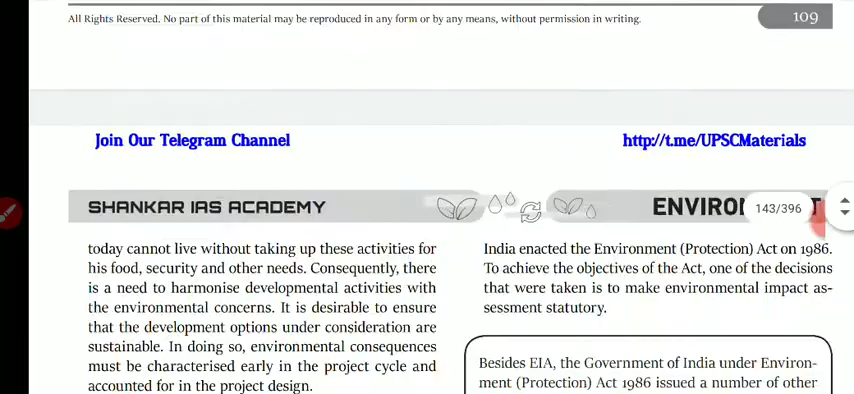 All Rights Reserved. No part of this material may be reproduced in any form or by any means, without permission in writing.
109
Join Our Telegram Channel
http://t.me/UPSCMaterials
SHANKAR IAS ACADEMY
143/396
today cannot live without taking up these activities for
his food, security and other needs. Consequently, there
is a need to harmonise developmental activities with
the environmental concerns. It is desirable to ensure
that the development options under consideration are
sustainable. In doing so, environmental consequences
must be characterised early in the project cycle and
accounted for in the project design.
India enacted the Environment (Protection) Act on 1986.
To achieve the objectives of the Act, one of the decisions
that were taken is to make environmental impact as-
sessment statutory.
Besides EIA, the Government of India under Environ-
ment (Protection) Act 1986 issued a number of other